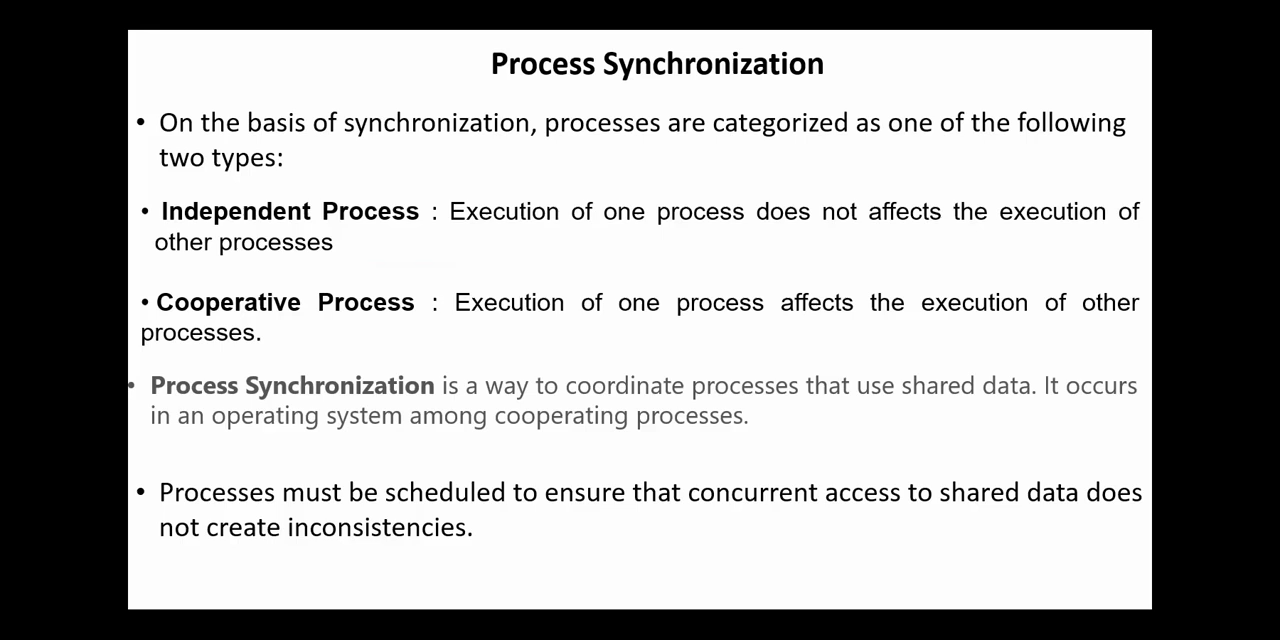 Process Synchronization
• On the basis of synchronization, processes are categorized as one of the following
two types:
• Independent Process : Execution of one process does not affects the execution of
other processes
• Cooperative Process : Execution of one process affects the execution of other
processes.
• Process Synchronization is a way to coordinate processes that use shared data. It occurs
in an operating system among cooperating processes.
• Processes must be scheduled to ensure that concurrent access to shared data does
not create inconsistencies.